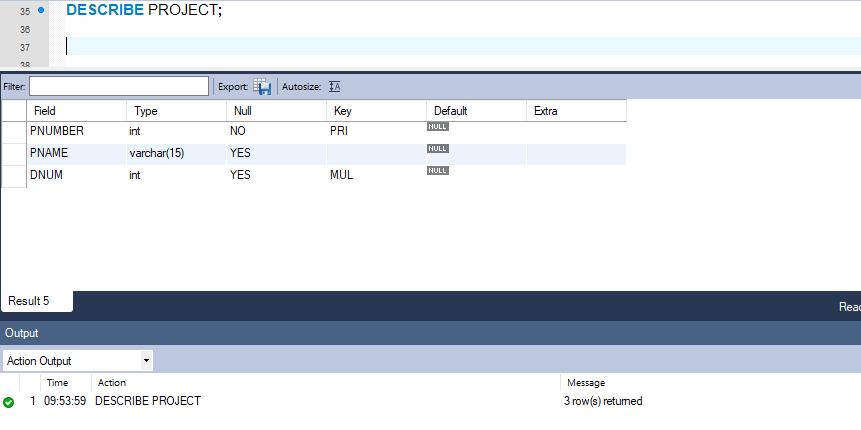 35 DESCRIBE PROJECT;
36
37
38
Filter: Export: Autosize:
Field Type Null Key Default Extra
PNUMBER int NO PRI NULL
PNAME varchar(15) YES NULL
DNUM int YES MUL NULL
Result 5 Read
Output
Action Output
Time Action Message
1 09:53:59 DESCRIBE PROJECT 3 row(s) returned